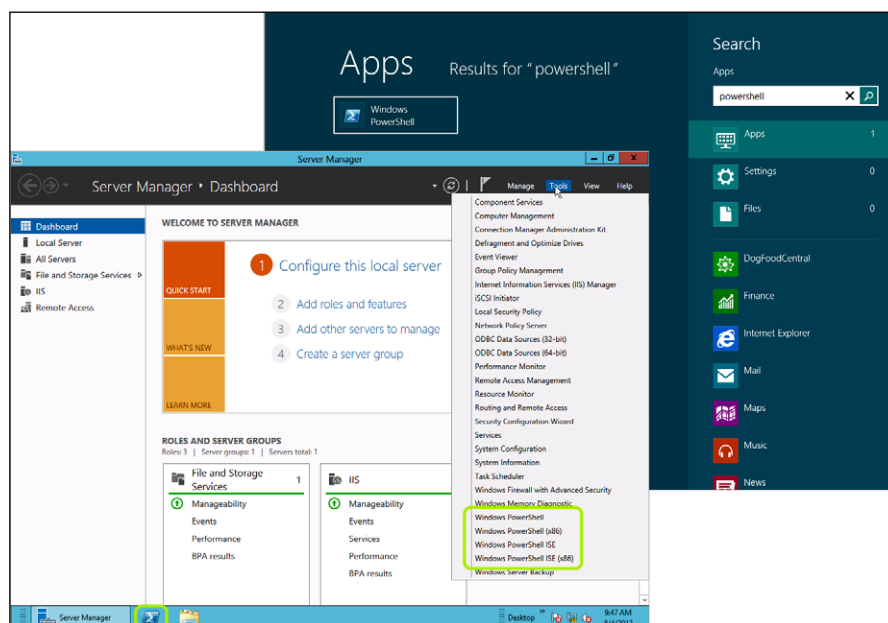 Apps
Results for "powershell"
Windows
PowerShell
Search
Apps
powershell
Apps 1
Settings 0
Files 0
DogFoodCentral
Finance
Internet Explorer
Mail
Maps
Music
News
Server Manager
Server Manager • Dashboard
Manage Tools View Help
Dashboard
Local Server
All Servers
File and Storage Services
IIS
Remote Access
WELCOME TO SERVER MANAGER
QUICK START
WHAT'S NEW
LEARN MORE
1 Configure this local server
2 Add roles and features
3 Add other servers to manage
4 Create a server group
ROLES AND SERVER GROUPS
Roles: 3 | Server groups: 1 | Servers total: 1
File and Storage
Services
1
Manageability
Events
Performance
BPA results
IIS
Manageability
Events
Services
Performance
BPA results
Component Services
Computer Management
Connection Manager Administration Kit
Defragment and Optimize Drives
Event Viewer
Group Policy Management
Internet Information Services (IIS) Manager
iSCSI Initiator
Local Security Policy
Network Policy Server
ODBC Data Sources (32-bit)
ODBC Data Sources (64-bit)
Performance Monitor
Remote Access Management
Resource Monitor
Routing and Remote Access
Security Configuration Wizard
Services
System Configuration
System Information
Task Scheduler
Windows Firewall with Advanced Security
Windows Memory Diagnostic
Windows PowerShell
Windows PowerShell (x86)
Windows PowerShell ISE
Windows PowerShell ISE (x86)
Windows Server Backup
Server Manager
Desktop
9:47 AM